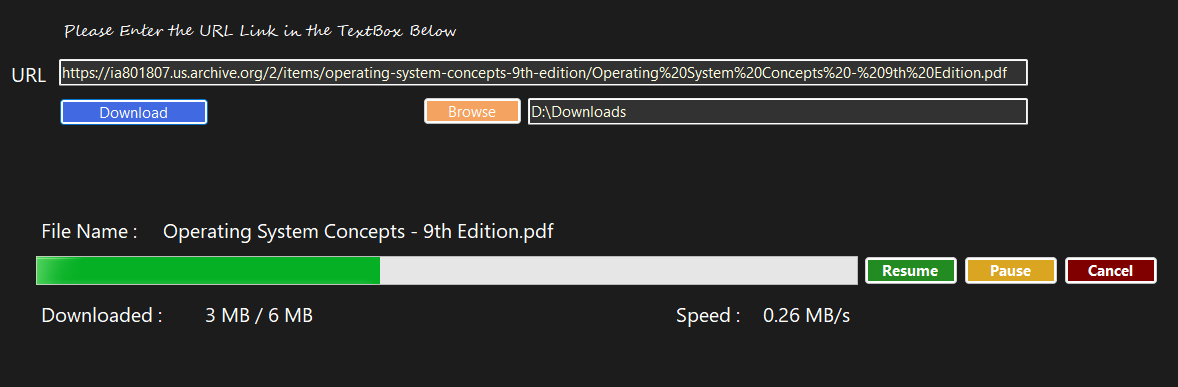 Please Enter the URL Link in the TextBox Below
URL https://ia801807.us.archive.org/2/items/operating-system-concepts-9th-edition/Operating%20System%20Concepts%20-%209th%20Edition.pdf
Download Browse D:\Downloads
File Name : Operating System Concepts - 9th Edition.pdf
Resume Pause Cancel
Downloaded : 3 MB / 6 MB Speed : 0.26 MB/s